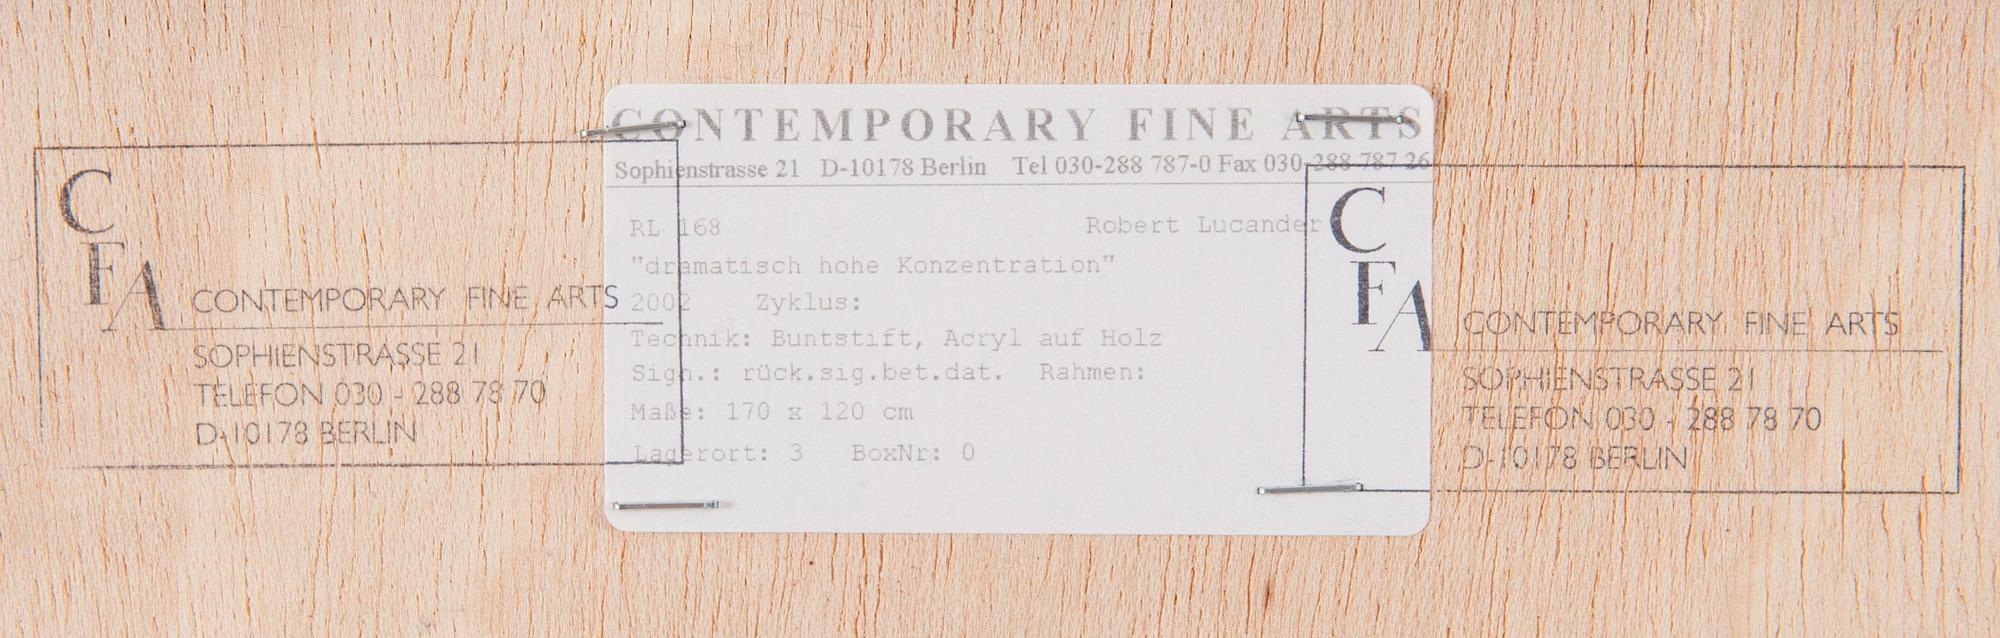 C
F
A
CONTEMPORARY FINE ARTS
SOPHIENSTRASSE 21
TELEFON 030 - 288 78 70
D-10178 BERLIN
CONTEMPORARY FINE ARTS
Sophienstrasse 21 D-10178 Berlin Tel 030-288 787-0 Fax 030-288 787 26
RL 168 Robert Lucander
"dramatisch hohe Konzentration"
2002 Zyklus:
Technik: Buntstift, Acryl auf Holz
Sign.: rück.sig.bet.dat. Rahmen:
Maße: 170 x 120 cm
Lagerort: 3 BoxNr: 0
C
F
A
CONTEMPORARY FINE ARTS
SOPHIENSTRASSE 21
TELEFON 030 - 288 78 70
D-10178 BERLIN